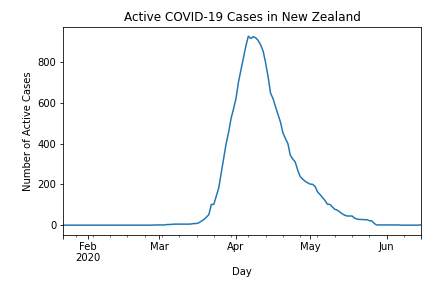 Active COVID-19 Cases in New Zealand
Number of Active Cases
800
600
400
200
0
Feb Mar Apr May Jun
2020
Day